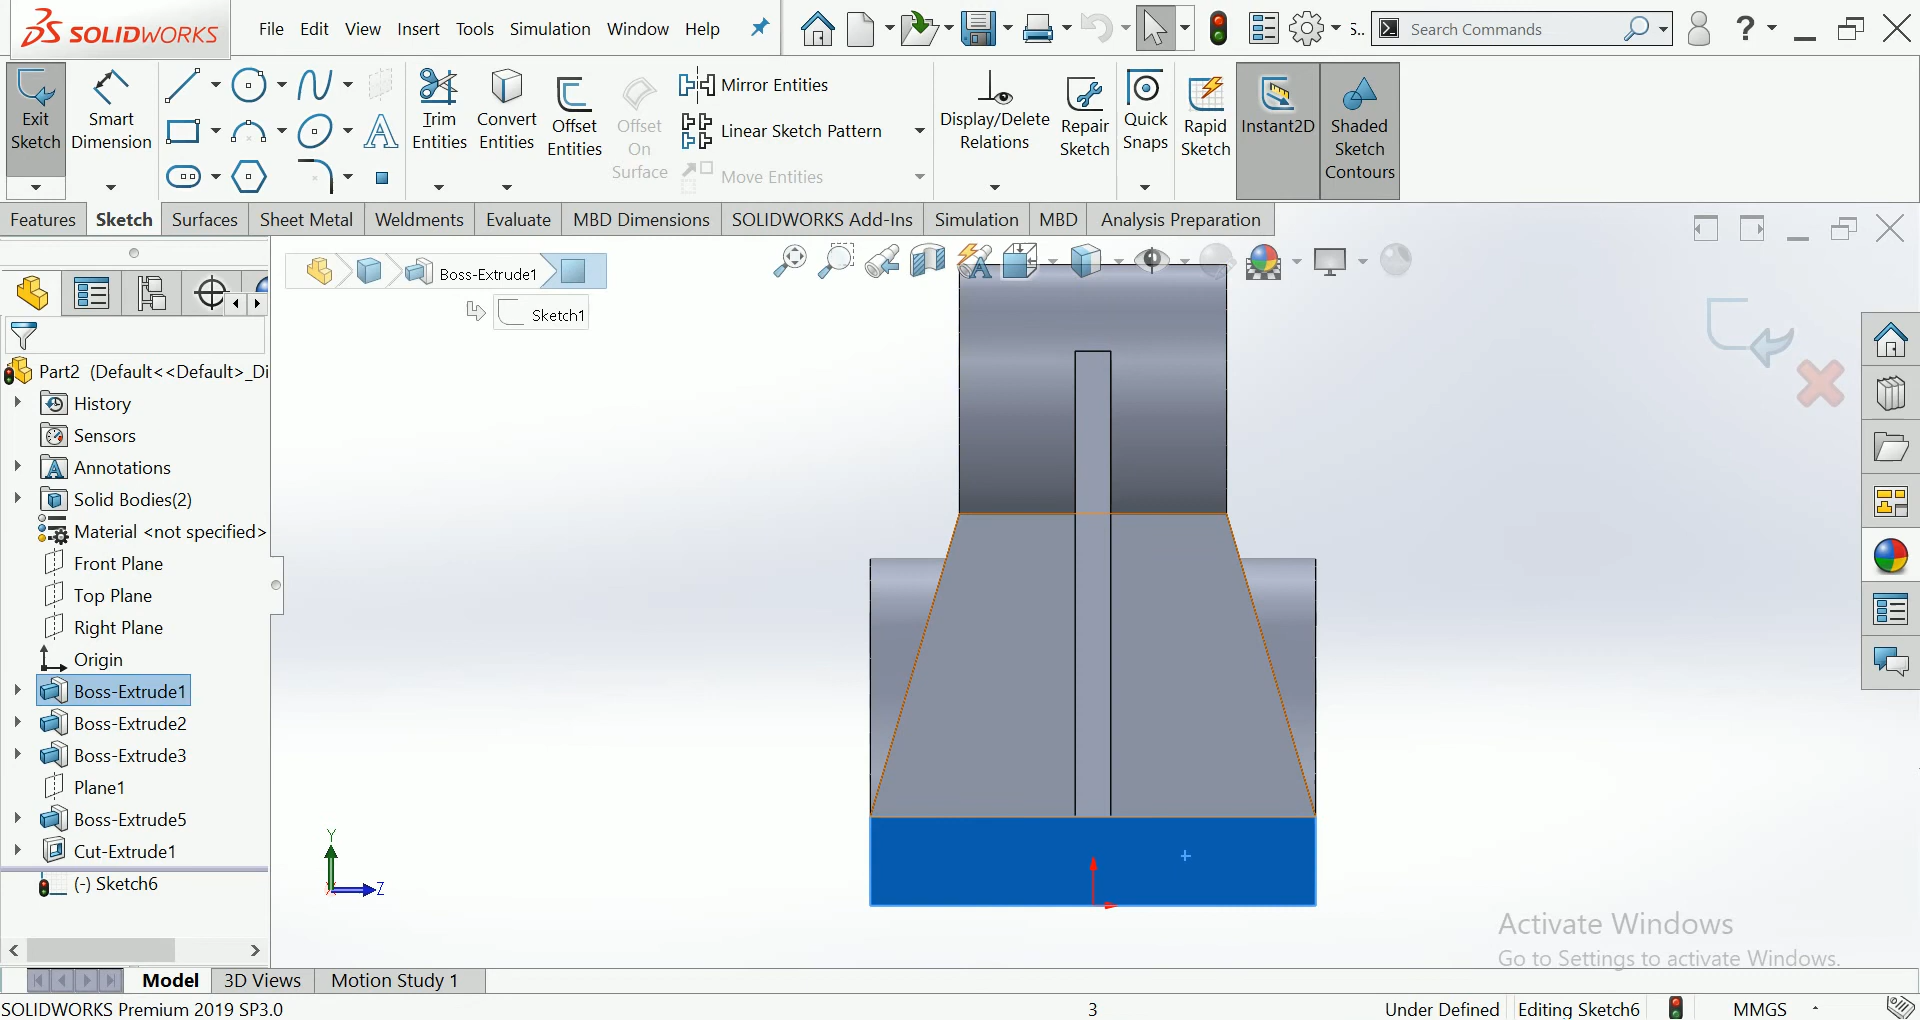 SOLIDWORKS
File Edit View Insert Tools Simulation Window Help
S..
Search Commands
Exit Sketch
Smart Dimension
Trim Entities
Convert Entities
Offset Entities
Offset On Surface
Mirror Entities
Linear Sketch Pattern
Move Entities
Display/Delete Relations
Repair Sketch
Quick Snaps
Rapid Sketch
Instant2D
Shaded Sketch Contours
Features Sketch Surfaces Sheet Metal Weldments Evaluate MBD Dimensions SOLIDWORKS Add-Ins Simulation MBD Analysis Preparation
Boss-Extrude1
Sketch1
Part2 (Default<<Default>_Di
History
Sensors
Annotations
Solid Bodies(2)
Material <not specified>
Front Plane
Top Plane
Right Plane
Origin
Boss-Extrude1
Boss-Extrude2
Boss-Extrude3
Plane1
Boss-Extrude5
Cut-Extrude1
(-) Sketch6
Y
Z
Activate Windows
Go to Settings to activate Windows.
Model 3D Views Motion Study 1
SOLIDWORKS Premium 2019 SP3.0
3
Under Defined
Editing Sketch6
MMGS